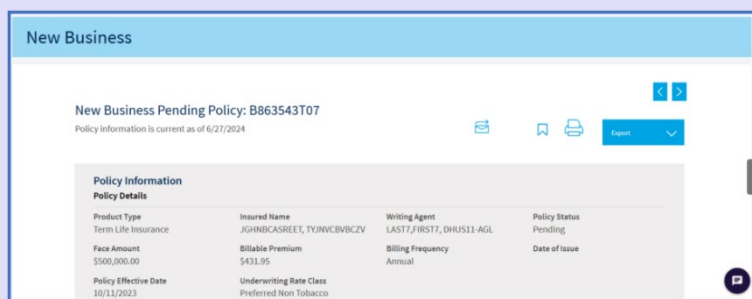 New Business
New Business Pending Policy: B863543T07
Policy information is current as of 6/27/2024
Export
Policy Information
Policy Details
Product Type Insured Name Writing Agent Policy Status
Term Life Insurance JGHNBCASREET, TYJNVCBVBCZV LAST7,FIRST7, DHUS11-AGL Pending
Face Amount Billable Premium Billing Frequency Date of Issue
$500,000.00 $431.95 Annual
Policy Effective Date Underwriting Rate Class
10/11/2023 Preferred Non Tobacco